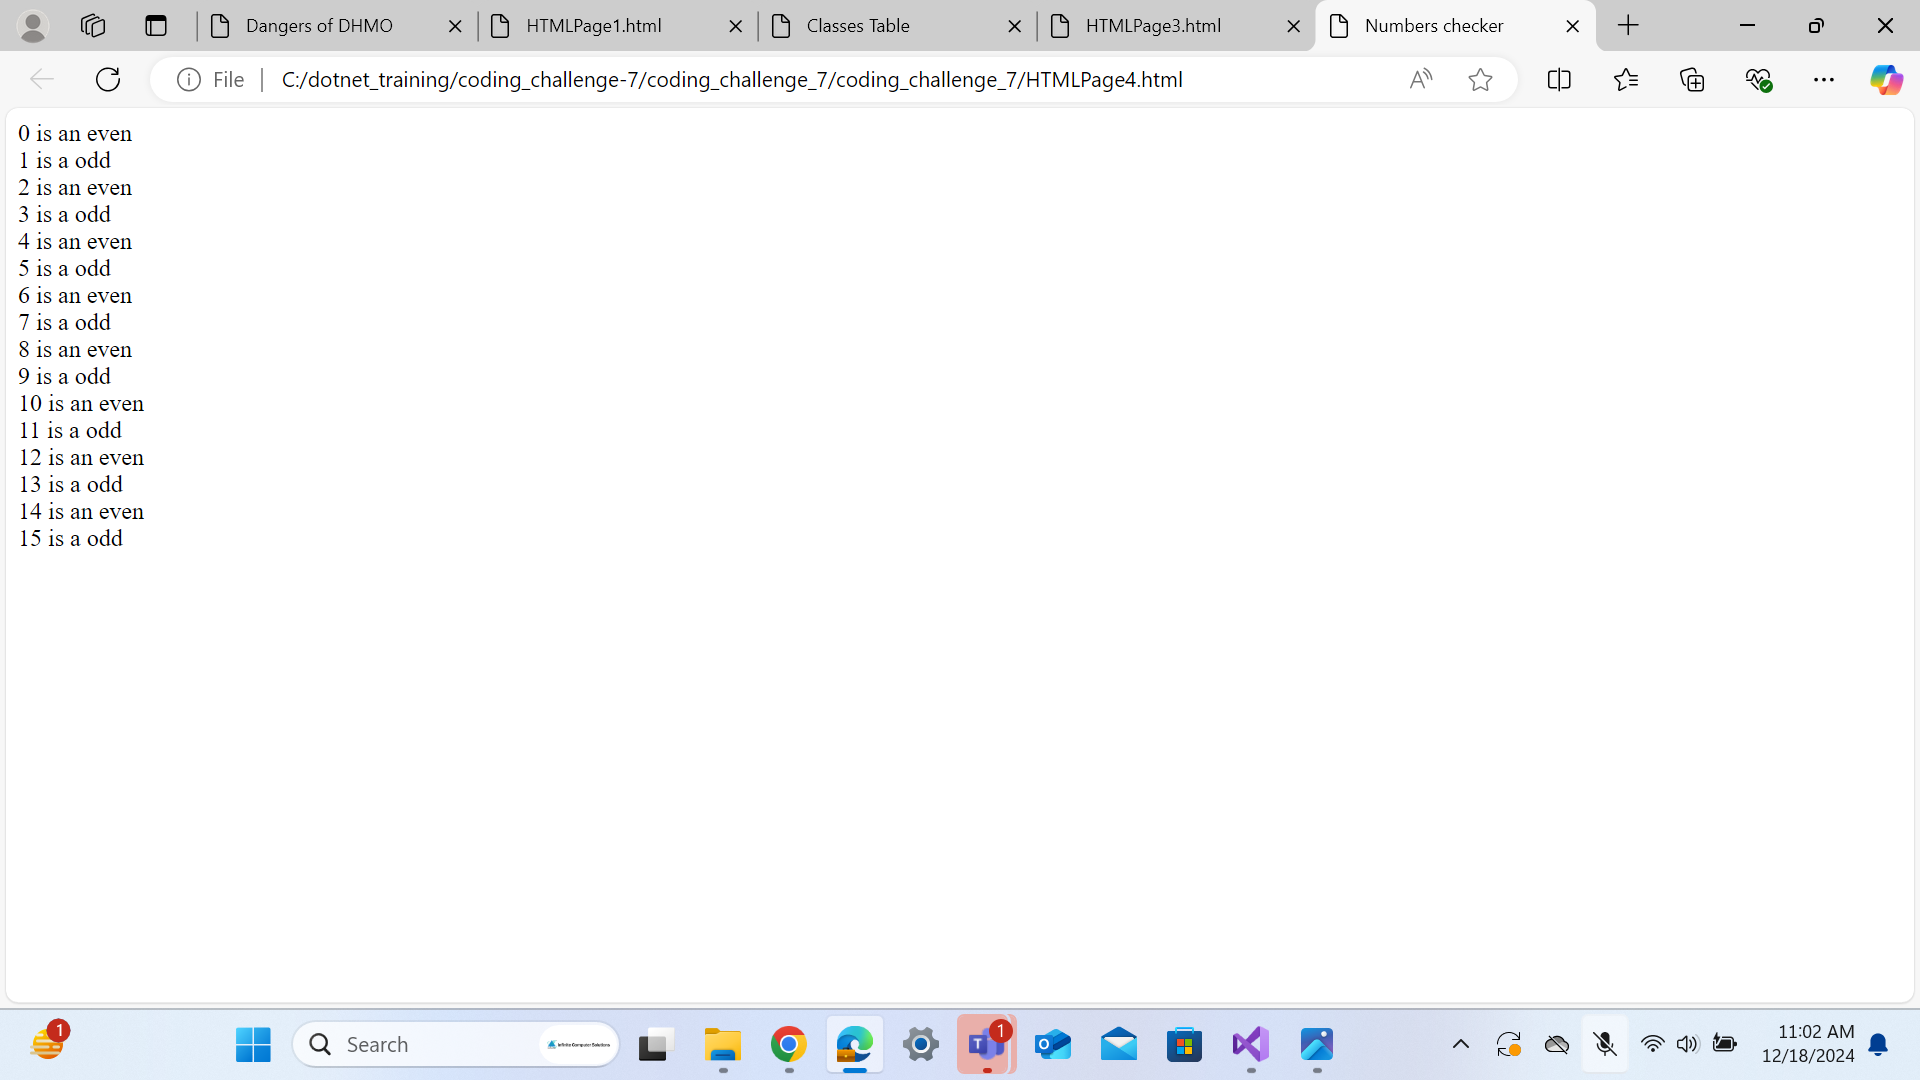 Dangers of DHMO
HTMLPage1.html
Classes Table
HTMLPage3.html
Numbers checker
File
C:/dotnet_training/coding_challenge-7/coding_challenge_7/coding_challenge_7/HTMLPage4.html
0 is an even
1 is a odd
2 is an even
3 is a odd
4 is an even
5 is a odd
6 is an even
7 is a odd
8 is an even
9 is a odd
10 is an even
11 is a odd
12 is an even
13 is a odd
14 is an even
15 is a odd
1
Search
Infinite Computer Solutions
1
11:02 AM
12/18/2024